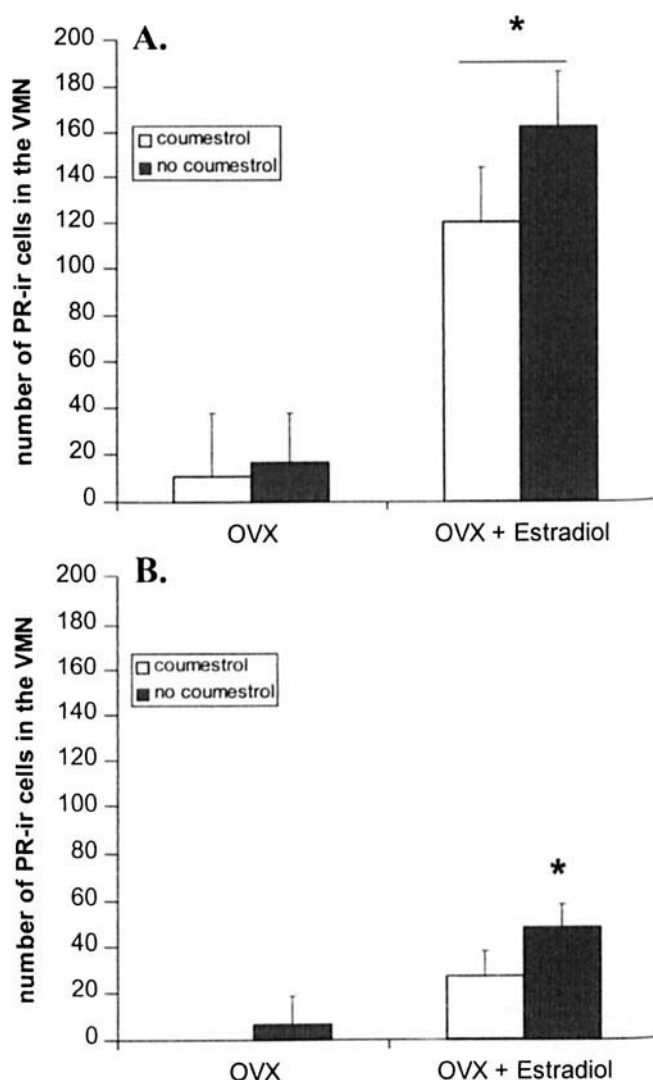 A.
*
number of PR-ir cells in the VMN
200
180
160
140
120
100
80
60
40
20
0
coumestrol
no coumestrol
OVX
OVX + Estradiol
B.
*
number of PR-ir cells in the VMN
200
180
160
140
120
100
80
60
40
20
0
coumestrol
no coumestrol
OVX
OVX + Estradiol